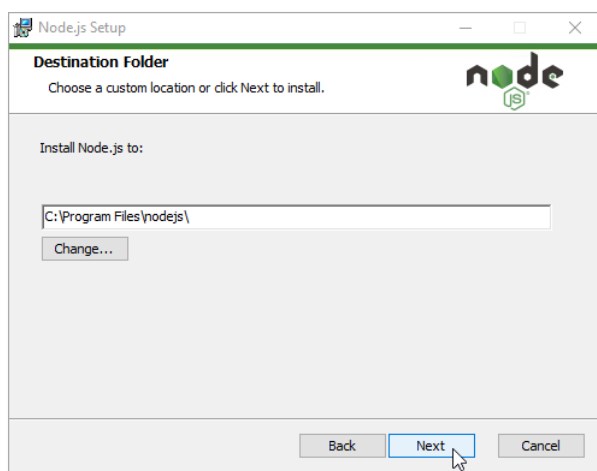 Node.js Setup
Destination Folder
Choose a custom location or click Next to install.
node
JS
Install Node.js to:
C:\Program Files\nodejs\
Change...
Back Next Cancel